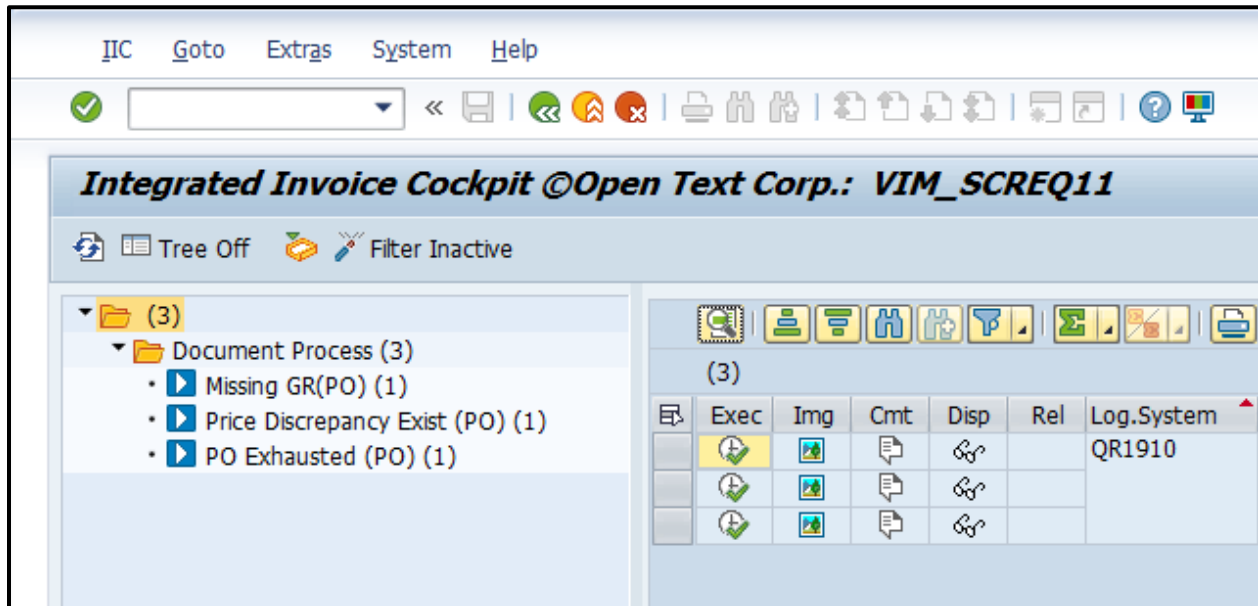 IIC Goto Extras System Help
Integrated Invoice Cockpit ©Open Text Corp.: VIM_SCREQ11
Tree Off Filter Inactive
(3)
Document Process (3)
Missing GR(PO) (1)
Price Discrepancy Exist (PO) (1)
PO Exhausted (PO) (1)
(3)
Exec Img Cmt Disp Rel Log.System
QR1910